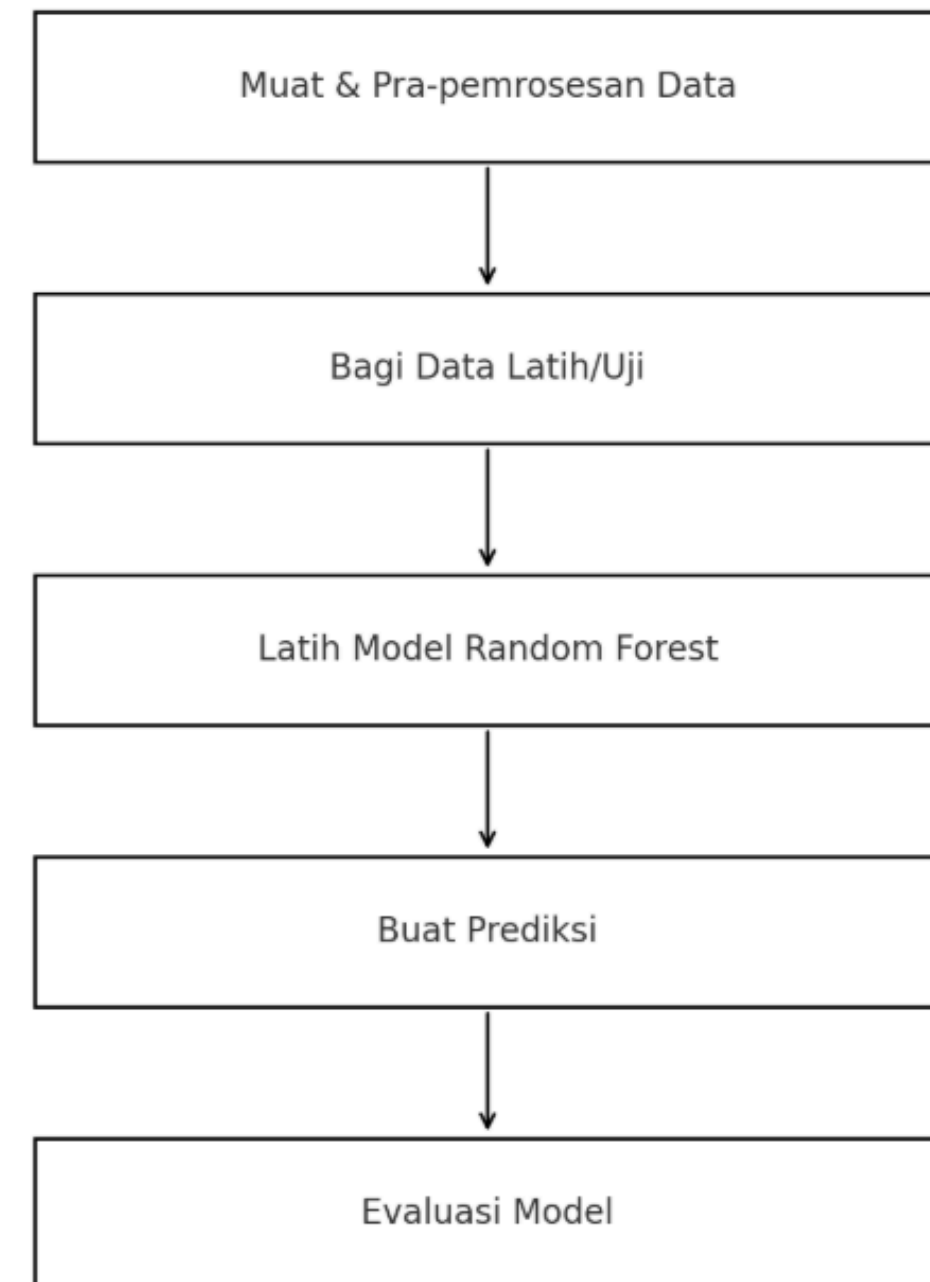 Muat & Pra-pemrosesan Data
Bagi Data Latih/Uji
Latih Model Random Forest
Buat Prediksi
Evaluasi Model